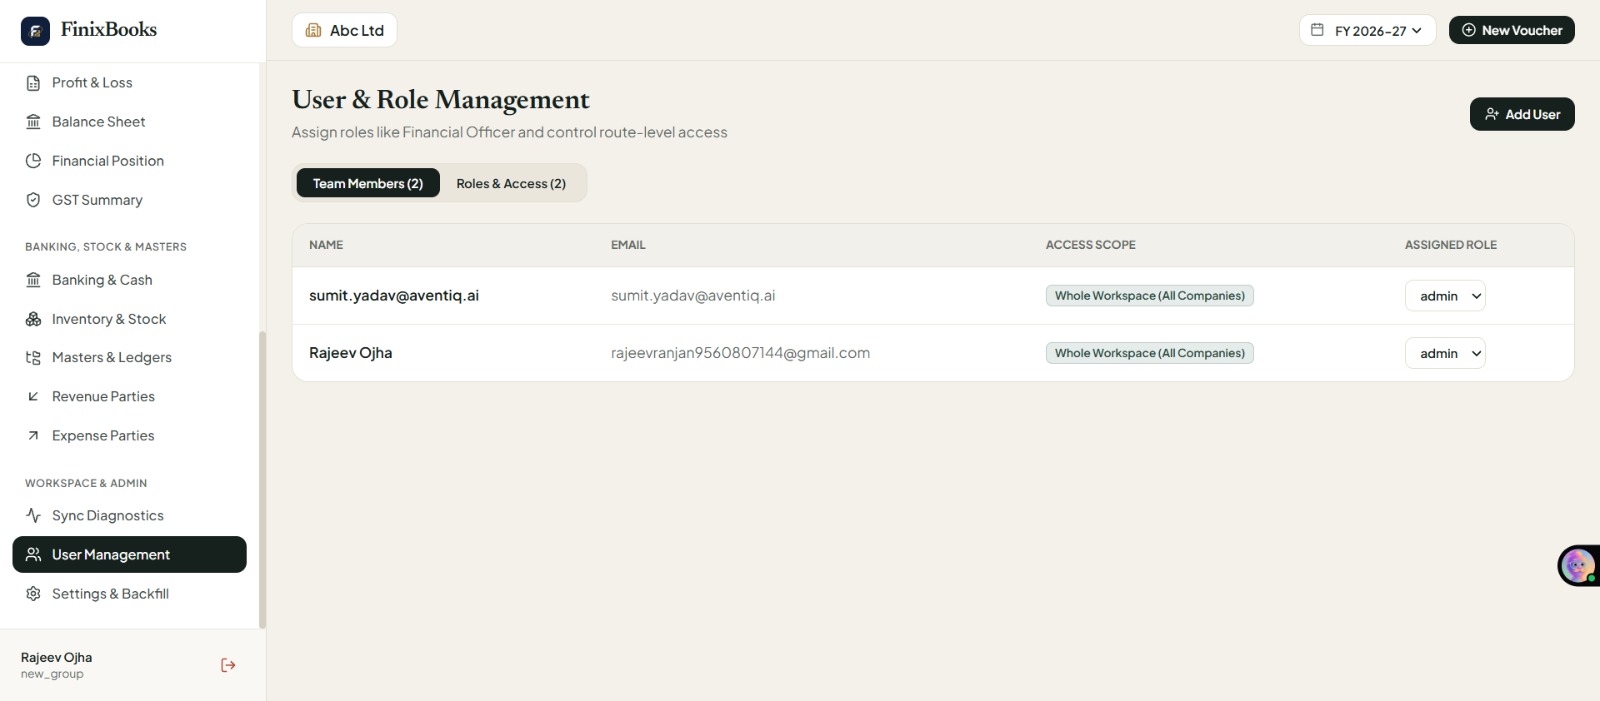 FinixBooks
Abc Ltd
FY 2026-27
New Voucher
Profit & Loss
Balance Sheet
Financial Position
GST Summary
BANKING, STOCK & MASTERS
Banking & Cash
Inventory & Stock
Masters & Ledgers
Revenue Parties
Expense Parties
WORKSPACE & ADMIN
Sync Diagnostics
User Management
Settings & Backfill
Rajeev Ojha
new_group
User & Role Management
Assign roles like Financial Officer and control route-level access
Add User
Team Members (2) Roles & Access (2)
NAME EMAIL ACCESS SCOPE ASSIGNED ROLE
sumit.yadav@aventiq.ai sumit.yadav@aventiq.ai Whole Workspace (All Companies) admin
Rajeev Ojha rajeevranjan9560807144@gmail.com Whole Workspace (All Companies) admin